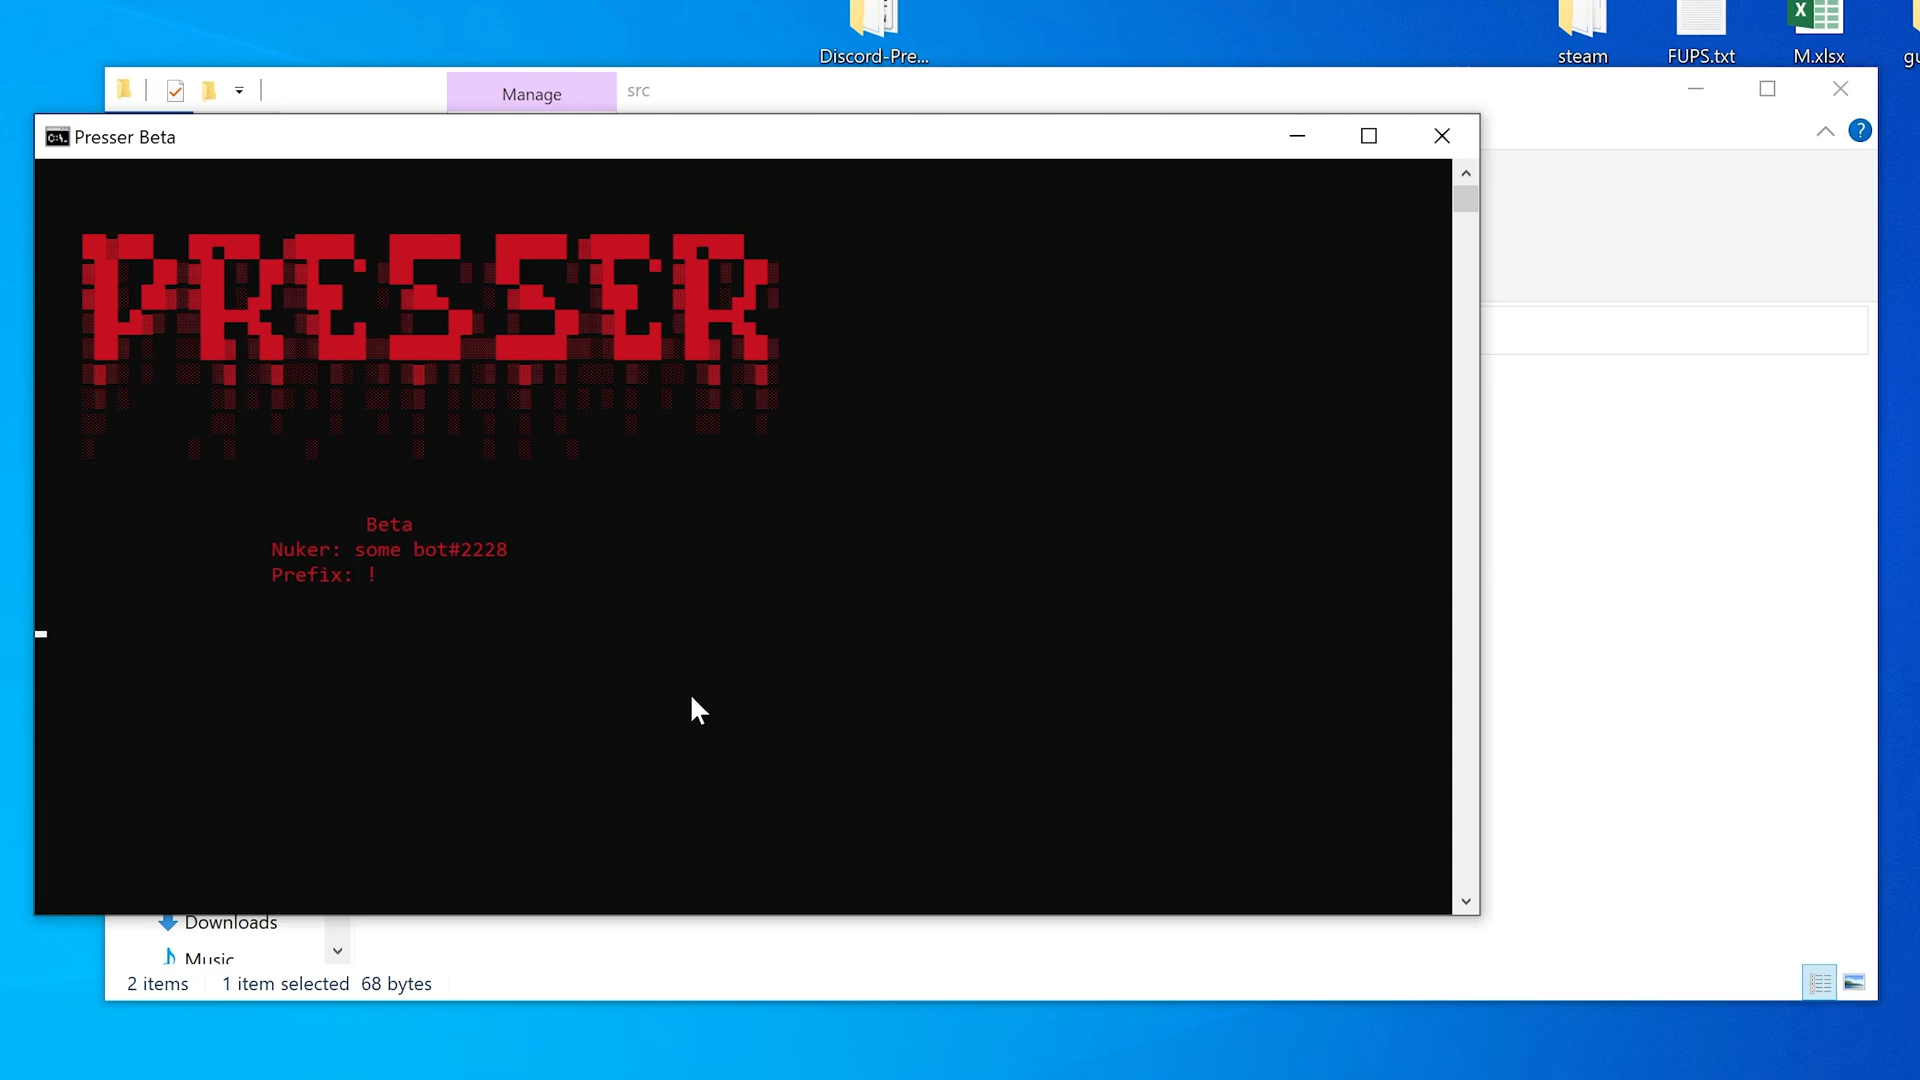 Discord-Pre...
steam
FUPS.txt
M.xlsx
Manage
src
Presser Beta
PRESSER
Beta
Nuker: some bot#2228
Prefix: !
Downloads
Music
2 items
1 item selected 68 bytes